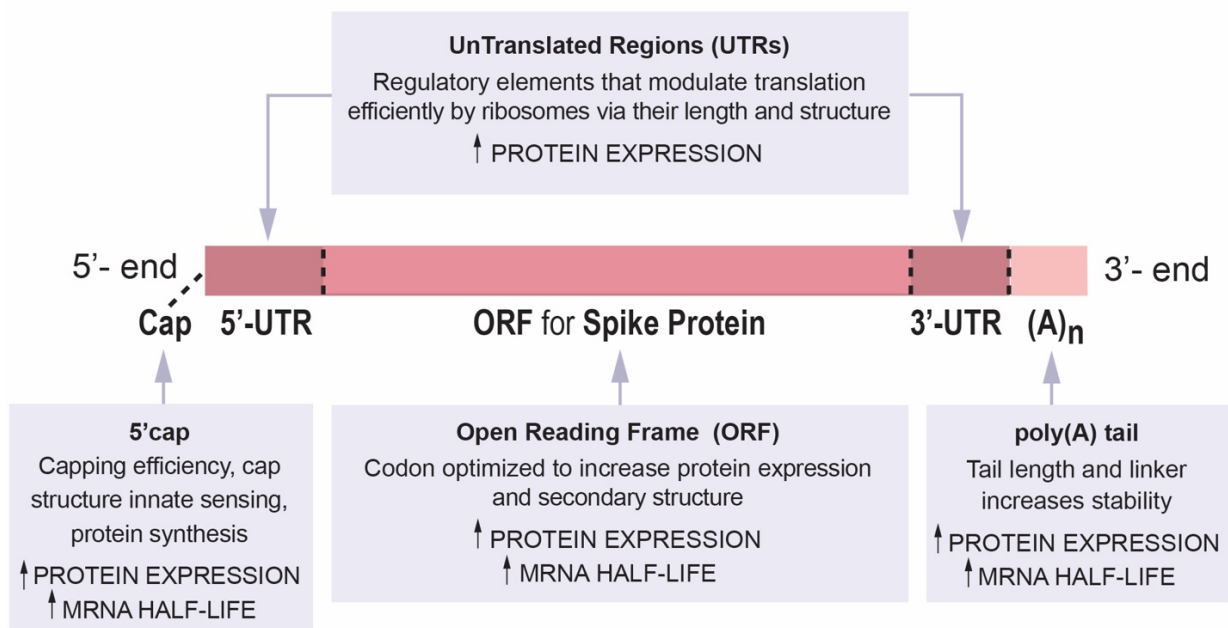 UnTranslated Regions (UTRs)
Regulatory elements that modulate translation
efficiently by ribosomes via their length and structure
↑ PROTEIN EXPRESSION
5’- end
3’- end
Cap
5’-UTR
ORF for Spike Protein
3’-UTR
(A)n
5’cap
Capping efficiency, cap
structure innate sensing,
protein synthesis
↑ PROTEIN EXPRESSION
↑ MRNA HALF-LIFE
Open Reading Frame (ORF)
Codon optimized to increase protein expression
and secondary structure
↑ PROTEIN EXPRESSION
↑ MRNA HALF-LIFE
poly(A) tail
Tail length and linker
increases stability
↑ PROTEIN EXPRESSION
↑ MRNA HALF-LIFE